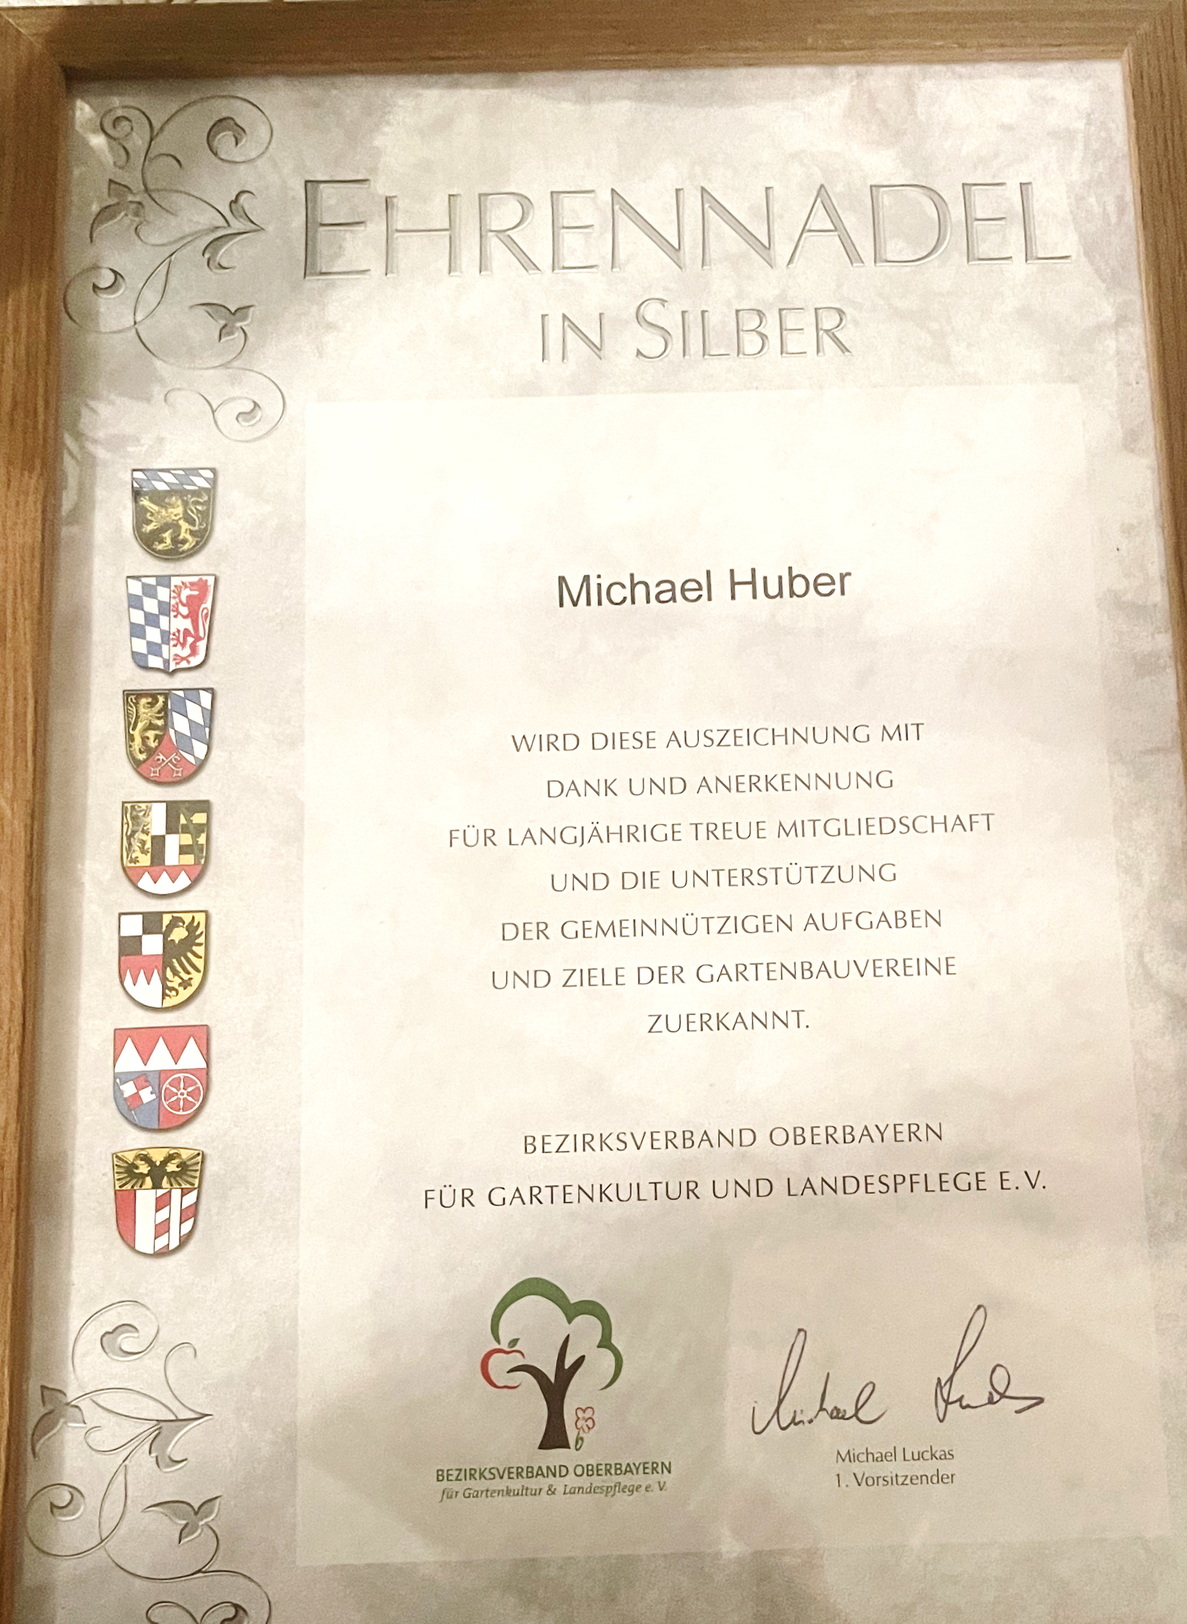 EHRENNADEL
IN SILBER
Michael Huber
WIRD DIESE AUSZEICHNUNG MIT
DANK UND ANERKENNUNG
FÜR LANGJÄHRIGE TREUE MITGLIEDSCHAFT
UND DIE UNTERSTÜTZUNG
DER GEMEINNÜTZIGEN AUFGABEN
UND ZIELE DER GARTENBAUVEREINE
ZUERKANNT.
BEZIRKSVERBAND OBERBAYERN
FÜR GARTENKULTUR UND LANDESPFLEGE E.V.
BEZIRKSVERBAND OBERBAYERN
für Gartenkultur & Landespflege e. V.
Michael Luckas
Michael Luckas
1. Vorsitzender